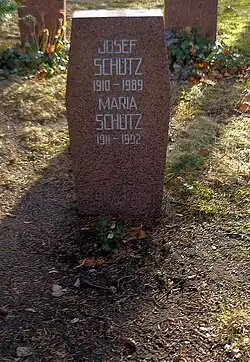 JOSEF
SCHÜTZ
1910 - 1989
MARIA
SCHÜTZ
1911 - 1992